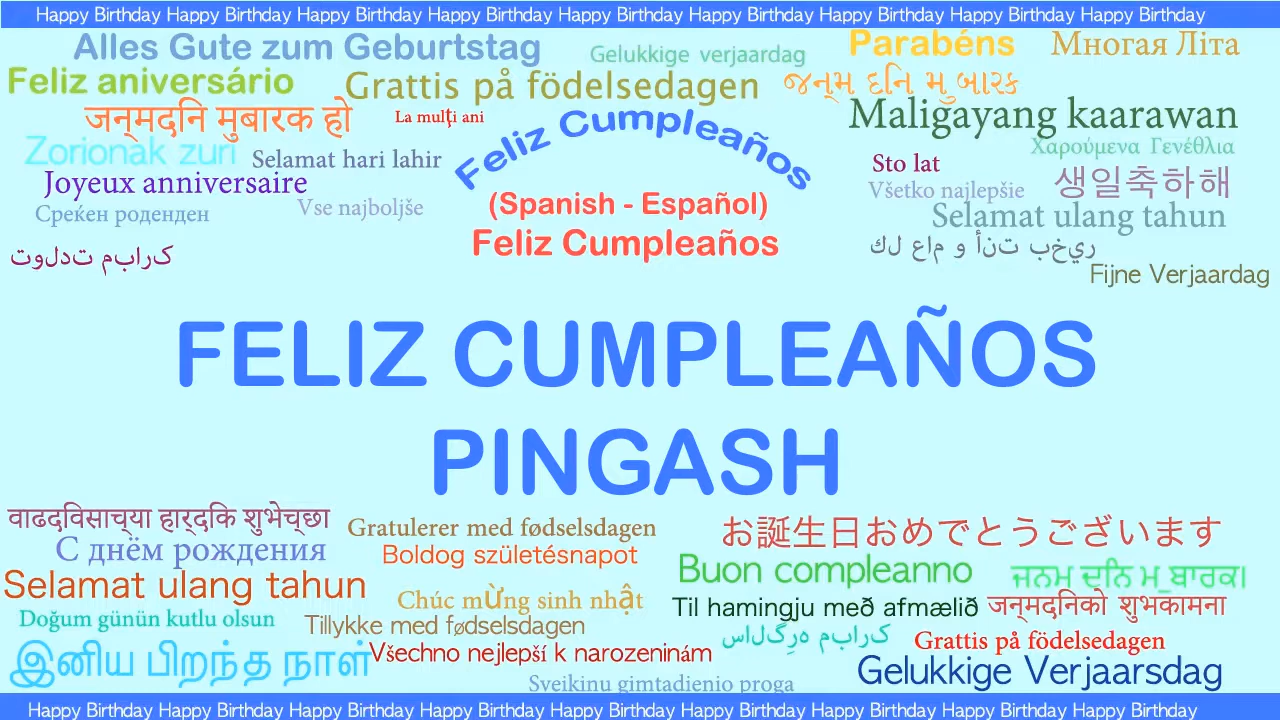 Happy Birthday Happy Birthday Happy Birthday Happy Birthday Happy Birthday Happy Birthday Happy Birthday Happy Birthday Happy Birthday
Alles Gute zum Geburtstag
Gelukkige verjaardag
Parabéns
Многая Літа
Feliz aniversário
Grattis på födelsedagen
જન્મ દિન મુબારક
जन्मदिन मुबारक हो
La mulţi ani
Feliz Cumpleaños
Maligayang kaarawan
Zorionak zuri
Selamat hari lahir
Sto lat
Χαρούμενα Γενέθλια
Joyeux anniversaire
(Spanish - Español)
Všetko najlepšie
생일축하해
Среќен роденден
Vse najboljše
Selamat ulang tahun
Feliz Cumpleaños
تولدت مبارک
كل عام و أنت بخير
Fijne Verjaardag
FELIZ CUMPLEAÑOS
PINGASH
वाढदिवसाच्या हार्दिक शुभेच्छा
Gratulerer med fødselsdagen
お誕生日おめでとうございます
С днём рождения
Boldog születésnapot
Buon compleanno
ਜਨਮ ਦਿਨ ਮੁਬਾਰਕ।
Selamat ulang tahun
Chúc mừng sinh nhật
Til hamingju með afmælið
जन्मदिनको शुभकामना
Doğum günün kutlu olsun
Tillykke med fødselsdagen
سالگرہ مبارک
Grattis på födelsedagen
இனிய பிறந்த நாள்
Všechno nejlepší k narozeninám
Gelukkige Verjaarsdag
Sveikinu gimtadienio proga
Happy Birthday Happy Birthday Happy Birthday Happy Birthday Happy Birthday Happy Birthday Happy Birthday Happy Birthday Happy Birthday